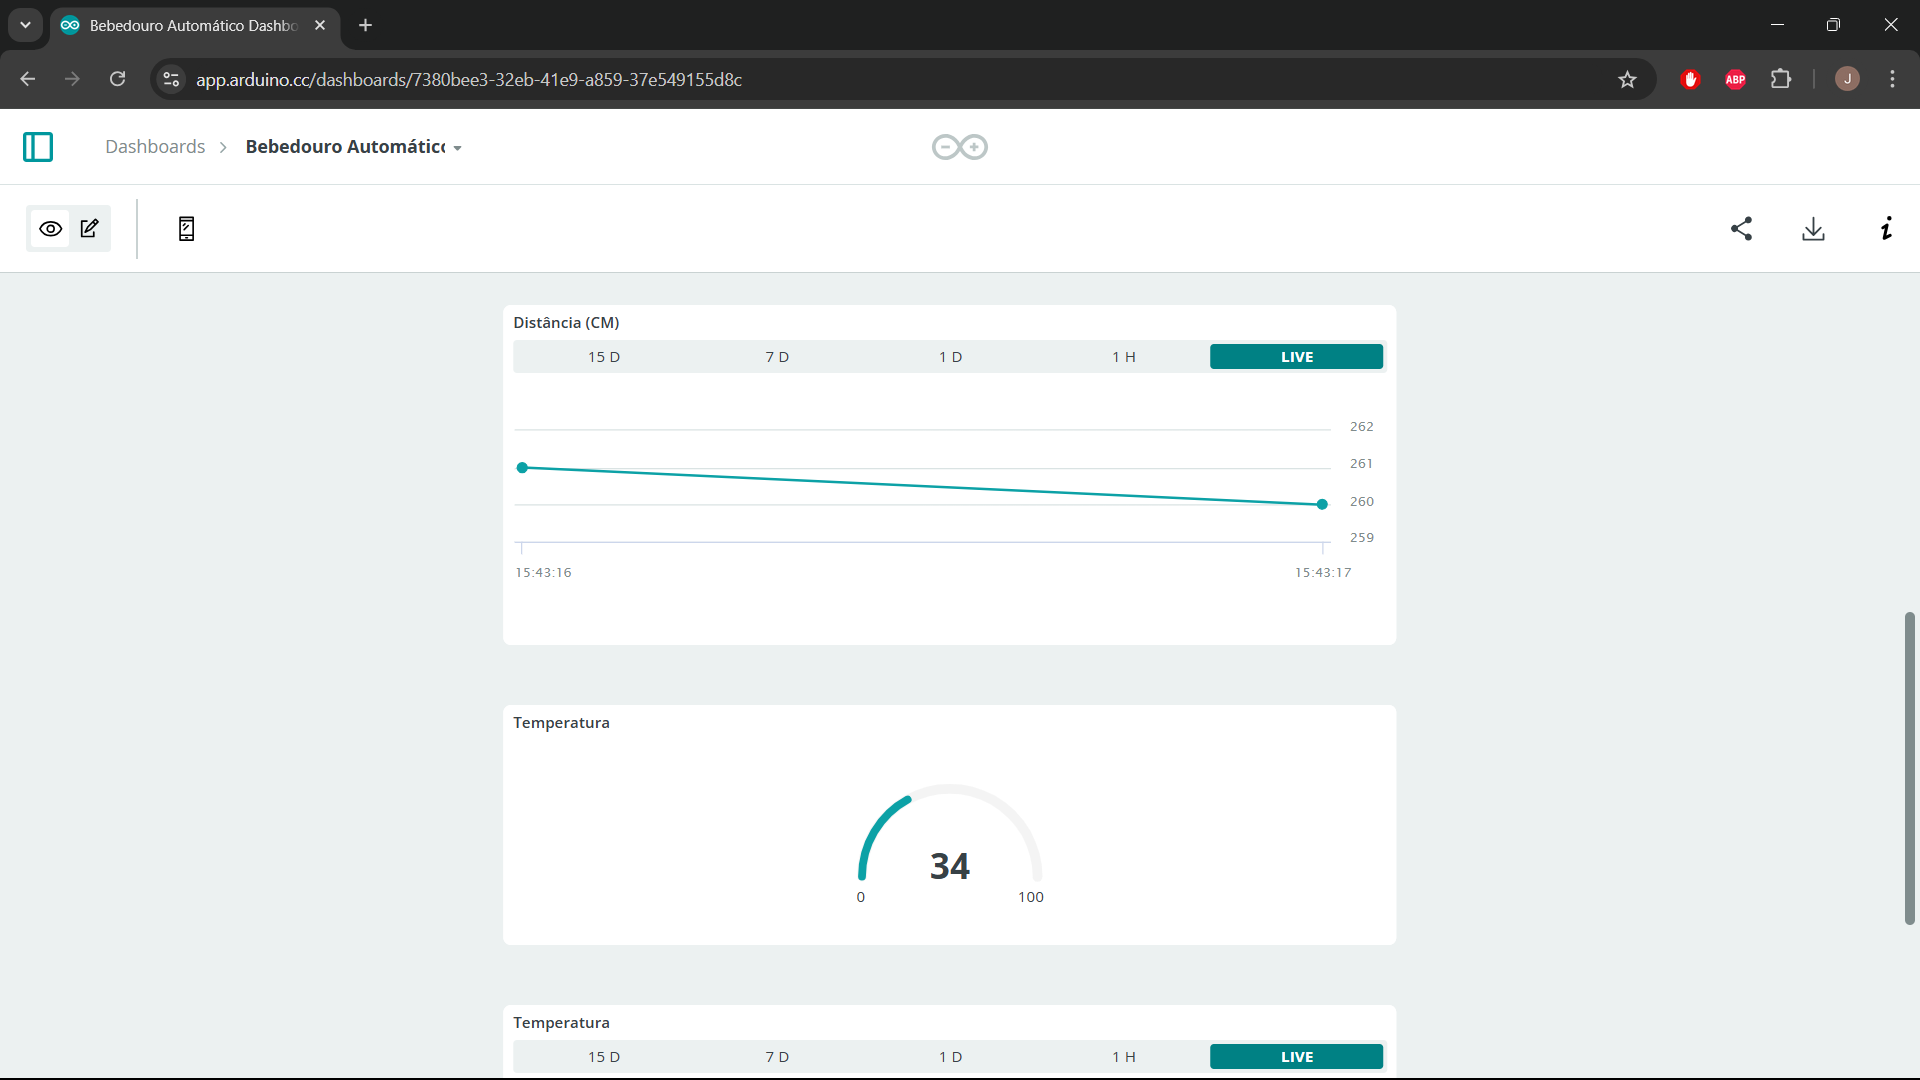 Bebedouro Automático Dashbo
app.arduino.cc/dashboards/7380bee3-32eb-41e9-a859-37e549155d8c
ABP
J
Dashboards > Bebedouro Automático
Distância (CM)
15 D 7 D 1 D 1 H LIVE
262
261
260
259
15:43:16 15:43:17
Temperatura
34
0 100
Temperatura
15 D 7 D 1 D 1 H LIVE